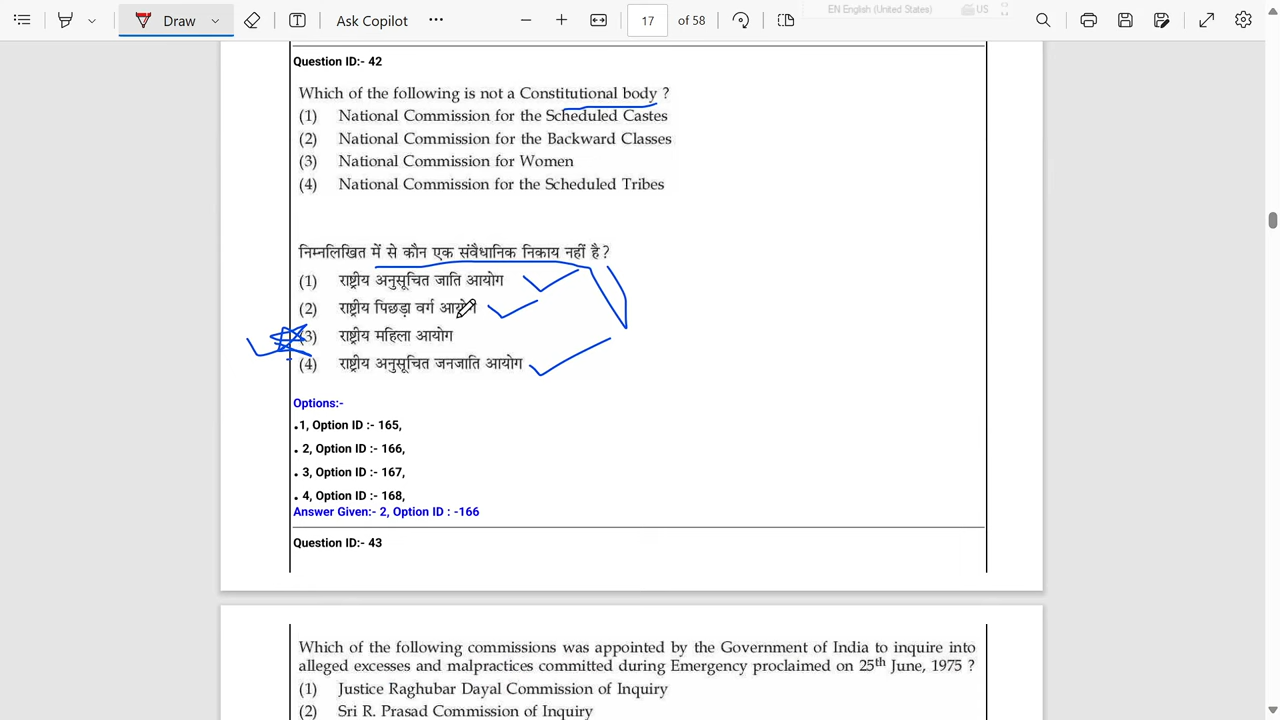 Draw
Ask Copilot
17
of 58
EN English (United States)
US
Question ID:- 42
Which of the following is not a Constitutional body ?
(1) National Commission for the Scheduled Castes
(2) National Commission for the Backward Classes
(3) National Commission for Women
(4) National Commission for the Scheduled Tribes
निम्नलिखित में से कौन एक संवैधानिक निकाय नहीं है?
(1) राष्ट्रीय अनुसूचित जाति आयोग
(2) राष्ट्रीय पिछड़ा वर्ग आयोग
(3) राष्ट्रीय महिला आयोग
(4) राष्ट्रीय अनुसूचित जनजाति आयोग
Options:-
.1, Option ID :- 165,
. 2, Option ID :- 166,
. 3, Option ID :- 167,
. 4, Option ID :- 168,
Answer Given:- 2, Option ID : -166
Question ID:- 43
Which of the following commissions was appointed by the Government of India to inquire into
alleged excesses and malpractices committed during Emergency proclaimed on 25th June, 1975 ?
(1) Justice Raghubar Dayal Commission of Inquiry
(2) Sri R. Prasad Commission of Inquiry